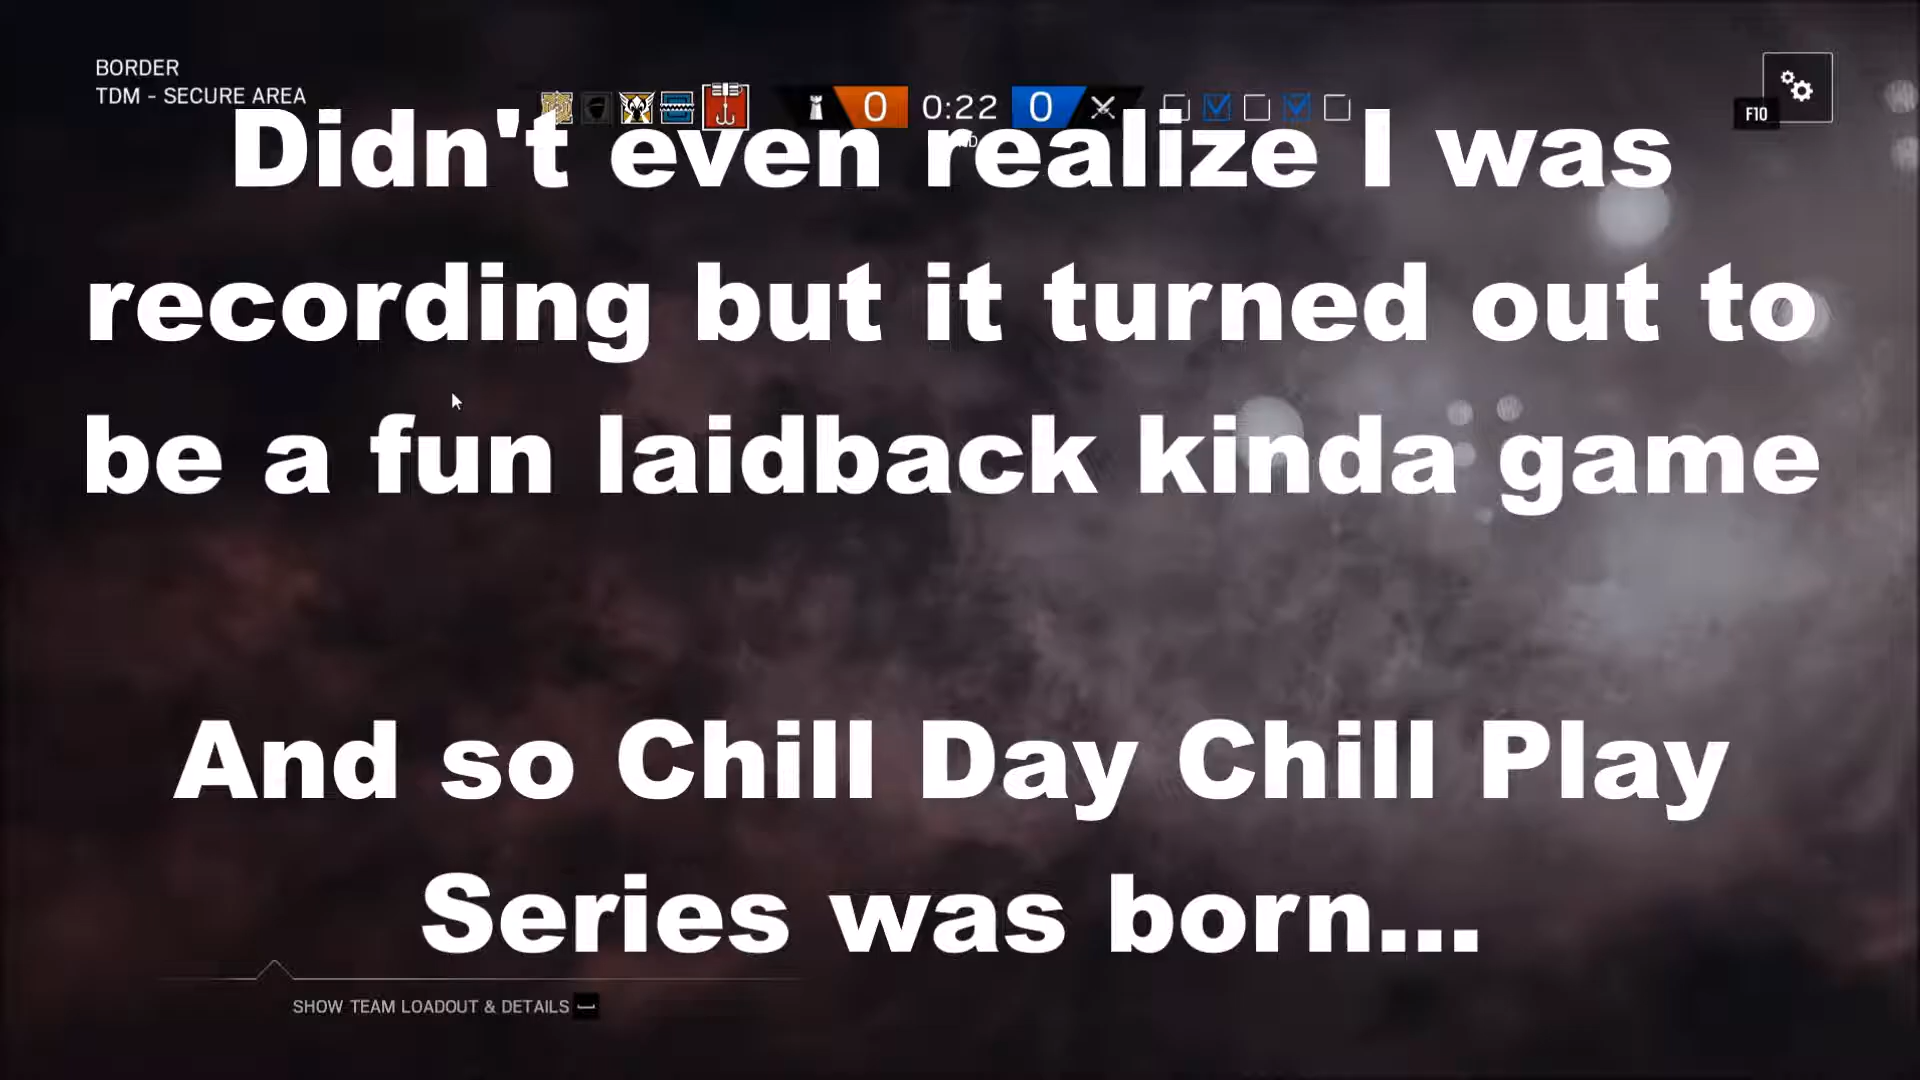 BORDER
TDM - SECURE AREA
0 0:22 0
F10
Didn't even realize I was
recording but it turned out to
be a fun laidback kinda game
And so Chill Day Chill Play
Series was born...
SHOW TEAM LOADOUT & DETAILS